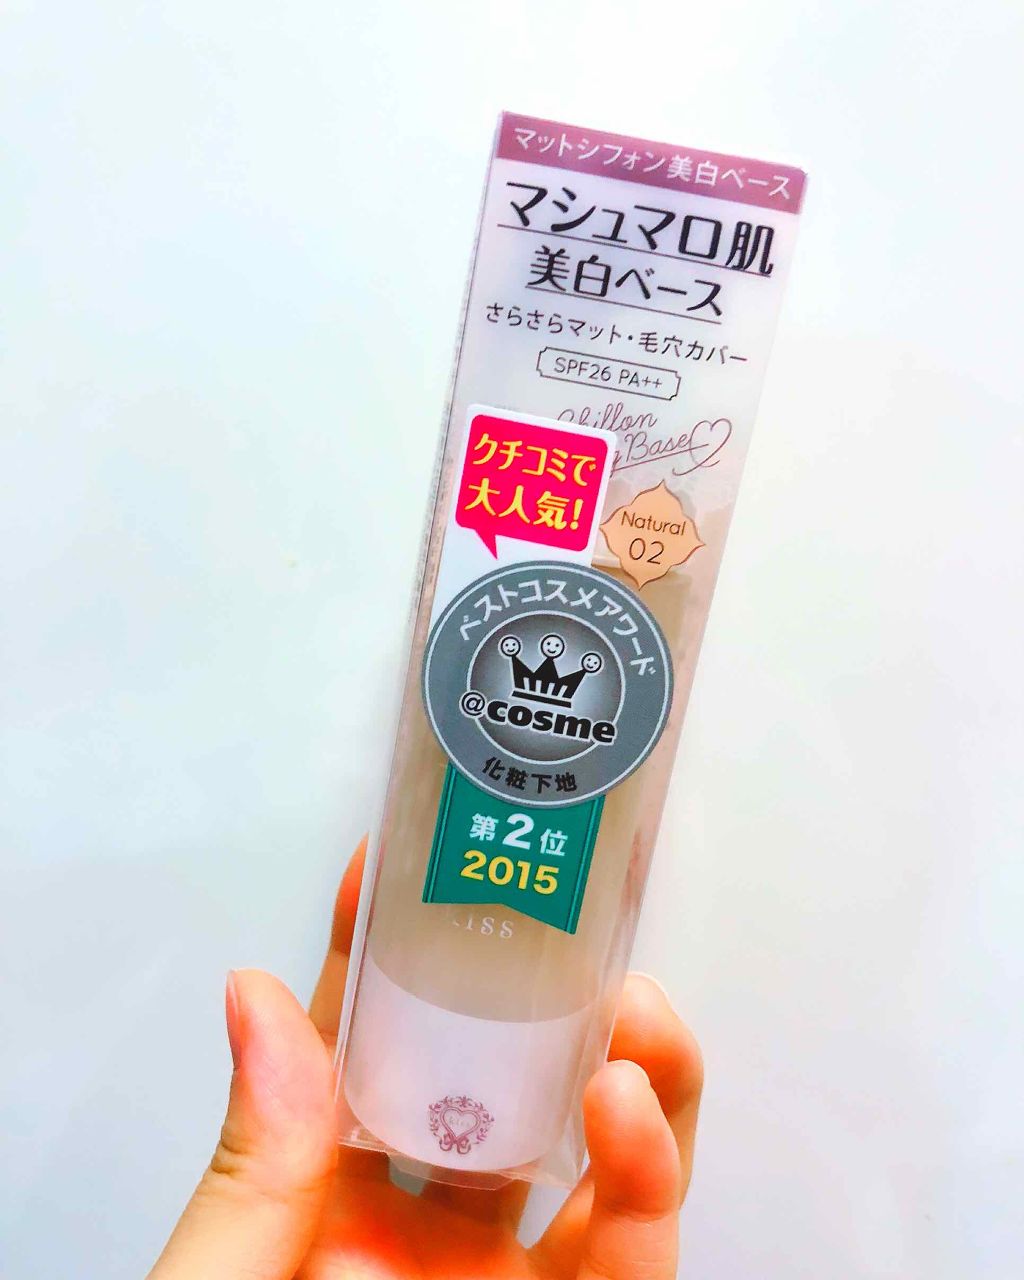 マットシフォン美白ベース
マシュマロ肌
美白ベース
さらさらマット・毛穴カバー
SPF26 PA++
Chiffon
Base
クチコミで
大人気!
Natural
02
ベストコスメアワード
@cosme
化粧下地
第2位
2015
kiss